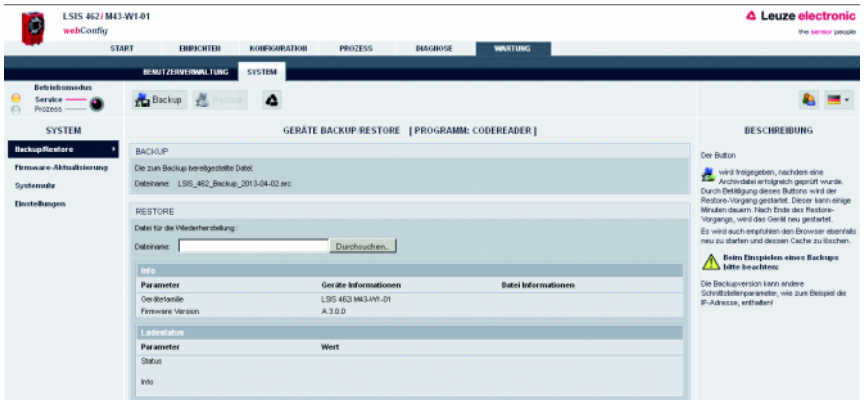 LSIS 462i M43-W1-01
webConfig
Leuze electronic
the sensor people
START EINRICHTEN KONFIGURATION PROZESS DIAGNOSE WARTUNG
BENUTZERVERWALTUNG SYSTEM
Betriebsmodus
Service
Prozess
Backup Restore
SYSTEM
GERÄTE BACKUP/RESTORE [ PROGRAMM: CODEREADER ]
BESCHREIBUNG
Backup/Restore
Firmware-Aktualisierung
Systemuhr
Einstellungen
BACKUP
Die zum Backup bereitgestellte Datei:
Dateiname: LSIS_462_Backup_2013-04-02.arc
RESTORE
Datei für die Wiederherstellung :
Dateiname: Durchsuchen..
Info
Parameter Geräte Informationen Datei Informationen
Gerätefamilie LSIS 462i M43-W1-01
Firmware Version A 3.0.0
Ladestatus
Parameter Wert
Status
Info
Der Button
wird freigegeben, nachdem eine
Archivdatei erfolgreich geprüft wurde.
Durch Betätigung dieses Buttons wird der
Restore-Vorgang gestartet. Dieser kann einige
Minuten dauern. Nach Ende des Restore-
Vorgangs, wird das Gerät neu gestartet.
Es wird auch empfohlen den Browser ebenfalls
neu zu starten und dessen Cache zu löschen.
Beim Einspielen eines Backups
bitte beachten:
Die Backupversion kann andere
Schnittstellenparameter, wie zum Beispiel die
IP-Adresse, enthalten!